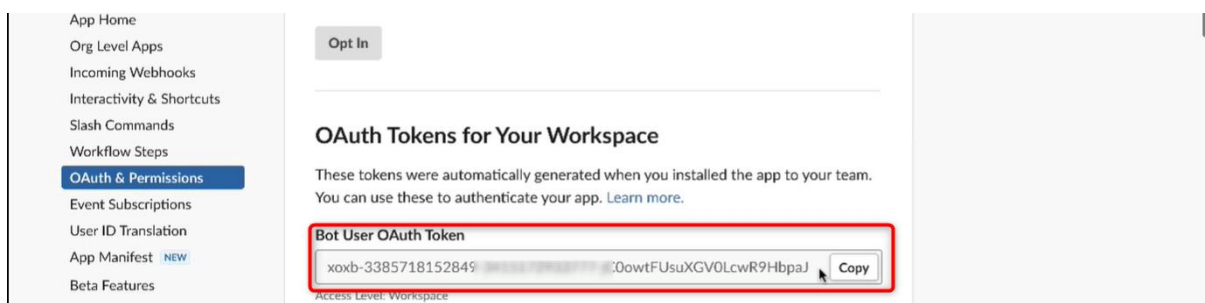 App Home
Org Level Apps
Incoming Webhooks
Interactivity & Shortcuts
Slash Commands
Workflow Steps
OAuth & Permissions
Event Subscriptions
User ID Translation
App Manifest NEW
Beta Features
Opt In
OAuth Tokens for Your Workspace
These tokens were automatically generated when you installed the app to your team.
You can use these to authenticate your app. Learn more.
Bot User OAuth Token
Copy
Access Level: Workspace